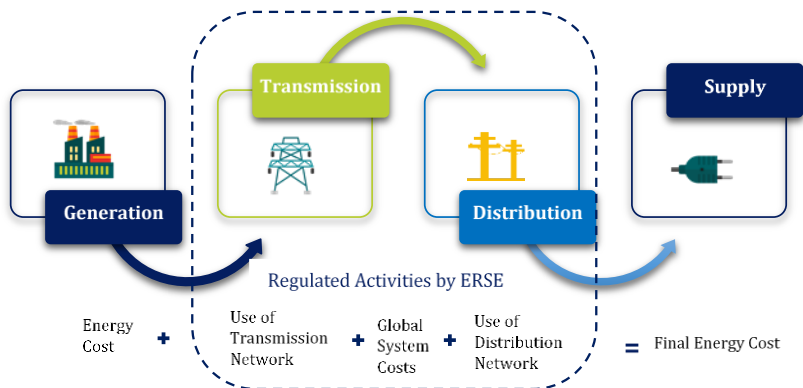 Transmission
Supply
Generation
Distribution
Regulated Activities by ERSE
Energy
Cost
+
Use of
Transmission
Network
+
Global
System
Costs
+
Use of
Distribution
Network
=
Final Energy Cost